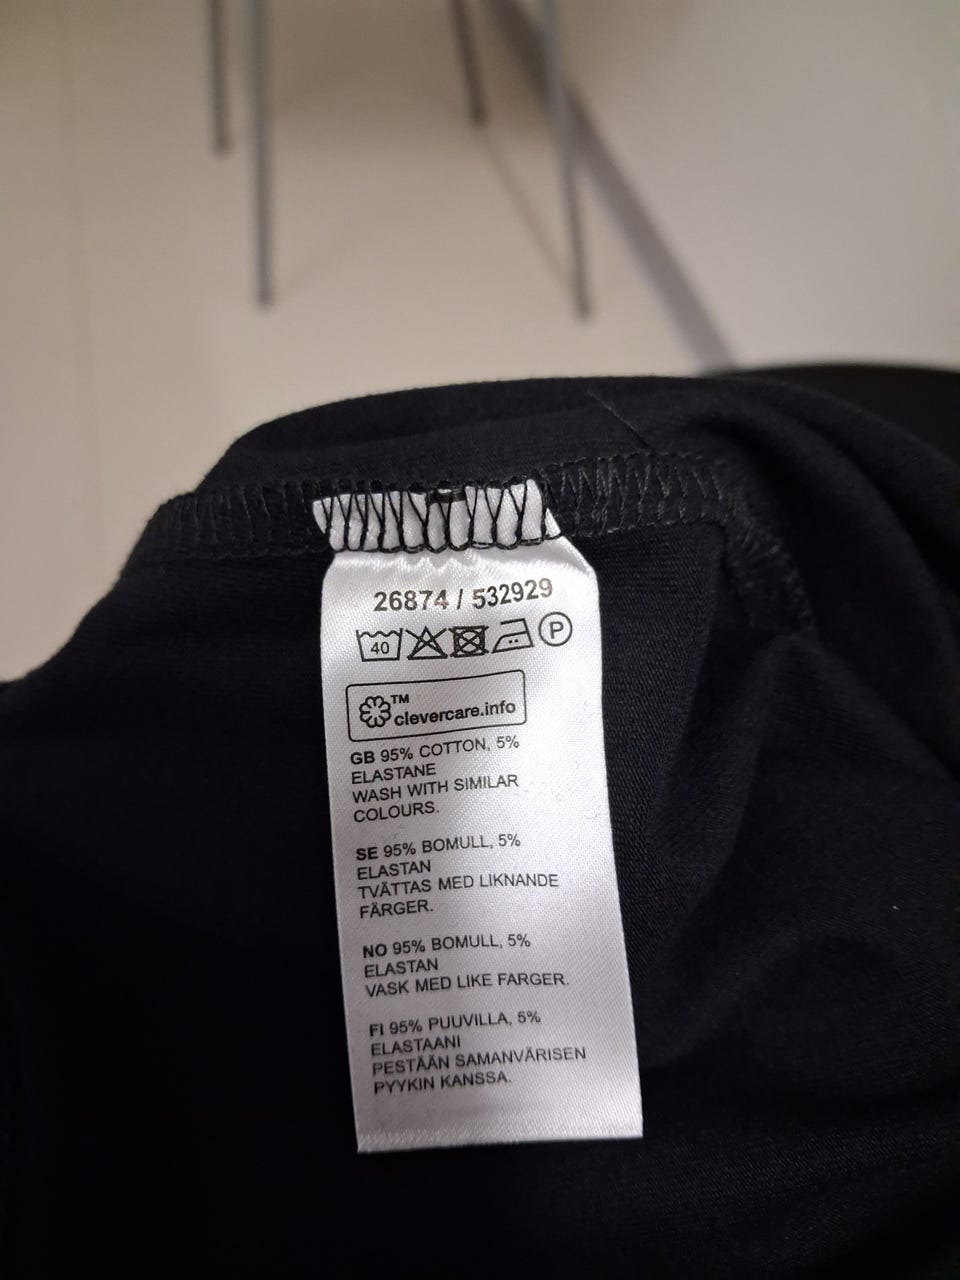 26874 / 532929
40 P
TM
clevercare.info
GB 95% COTTON, 5%
ELASTANE
WASH WITH SIMILAR
COLOURS.
SE 95% BOMULL, 5%
ELASTAN
TVÄTTAS MED LIKNANDE
FÄRGER.
NO 95% BOMULL, 5%
ELASTAN
VASK MED LIKE FARGER.
FI 95% PUUVILLA, 5%
ELASTAANI
PESTÄÄN SAMANVÄRISEN
PYYKIN KANSSA.